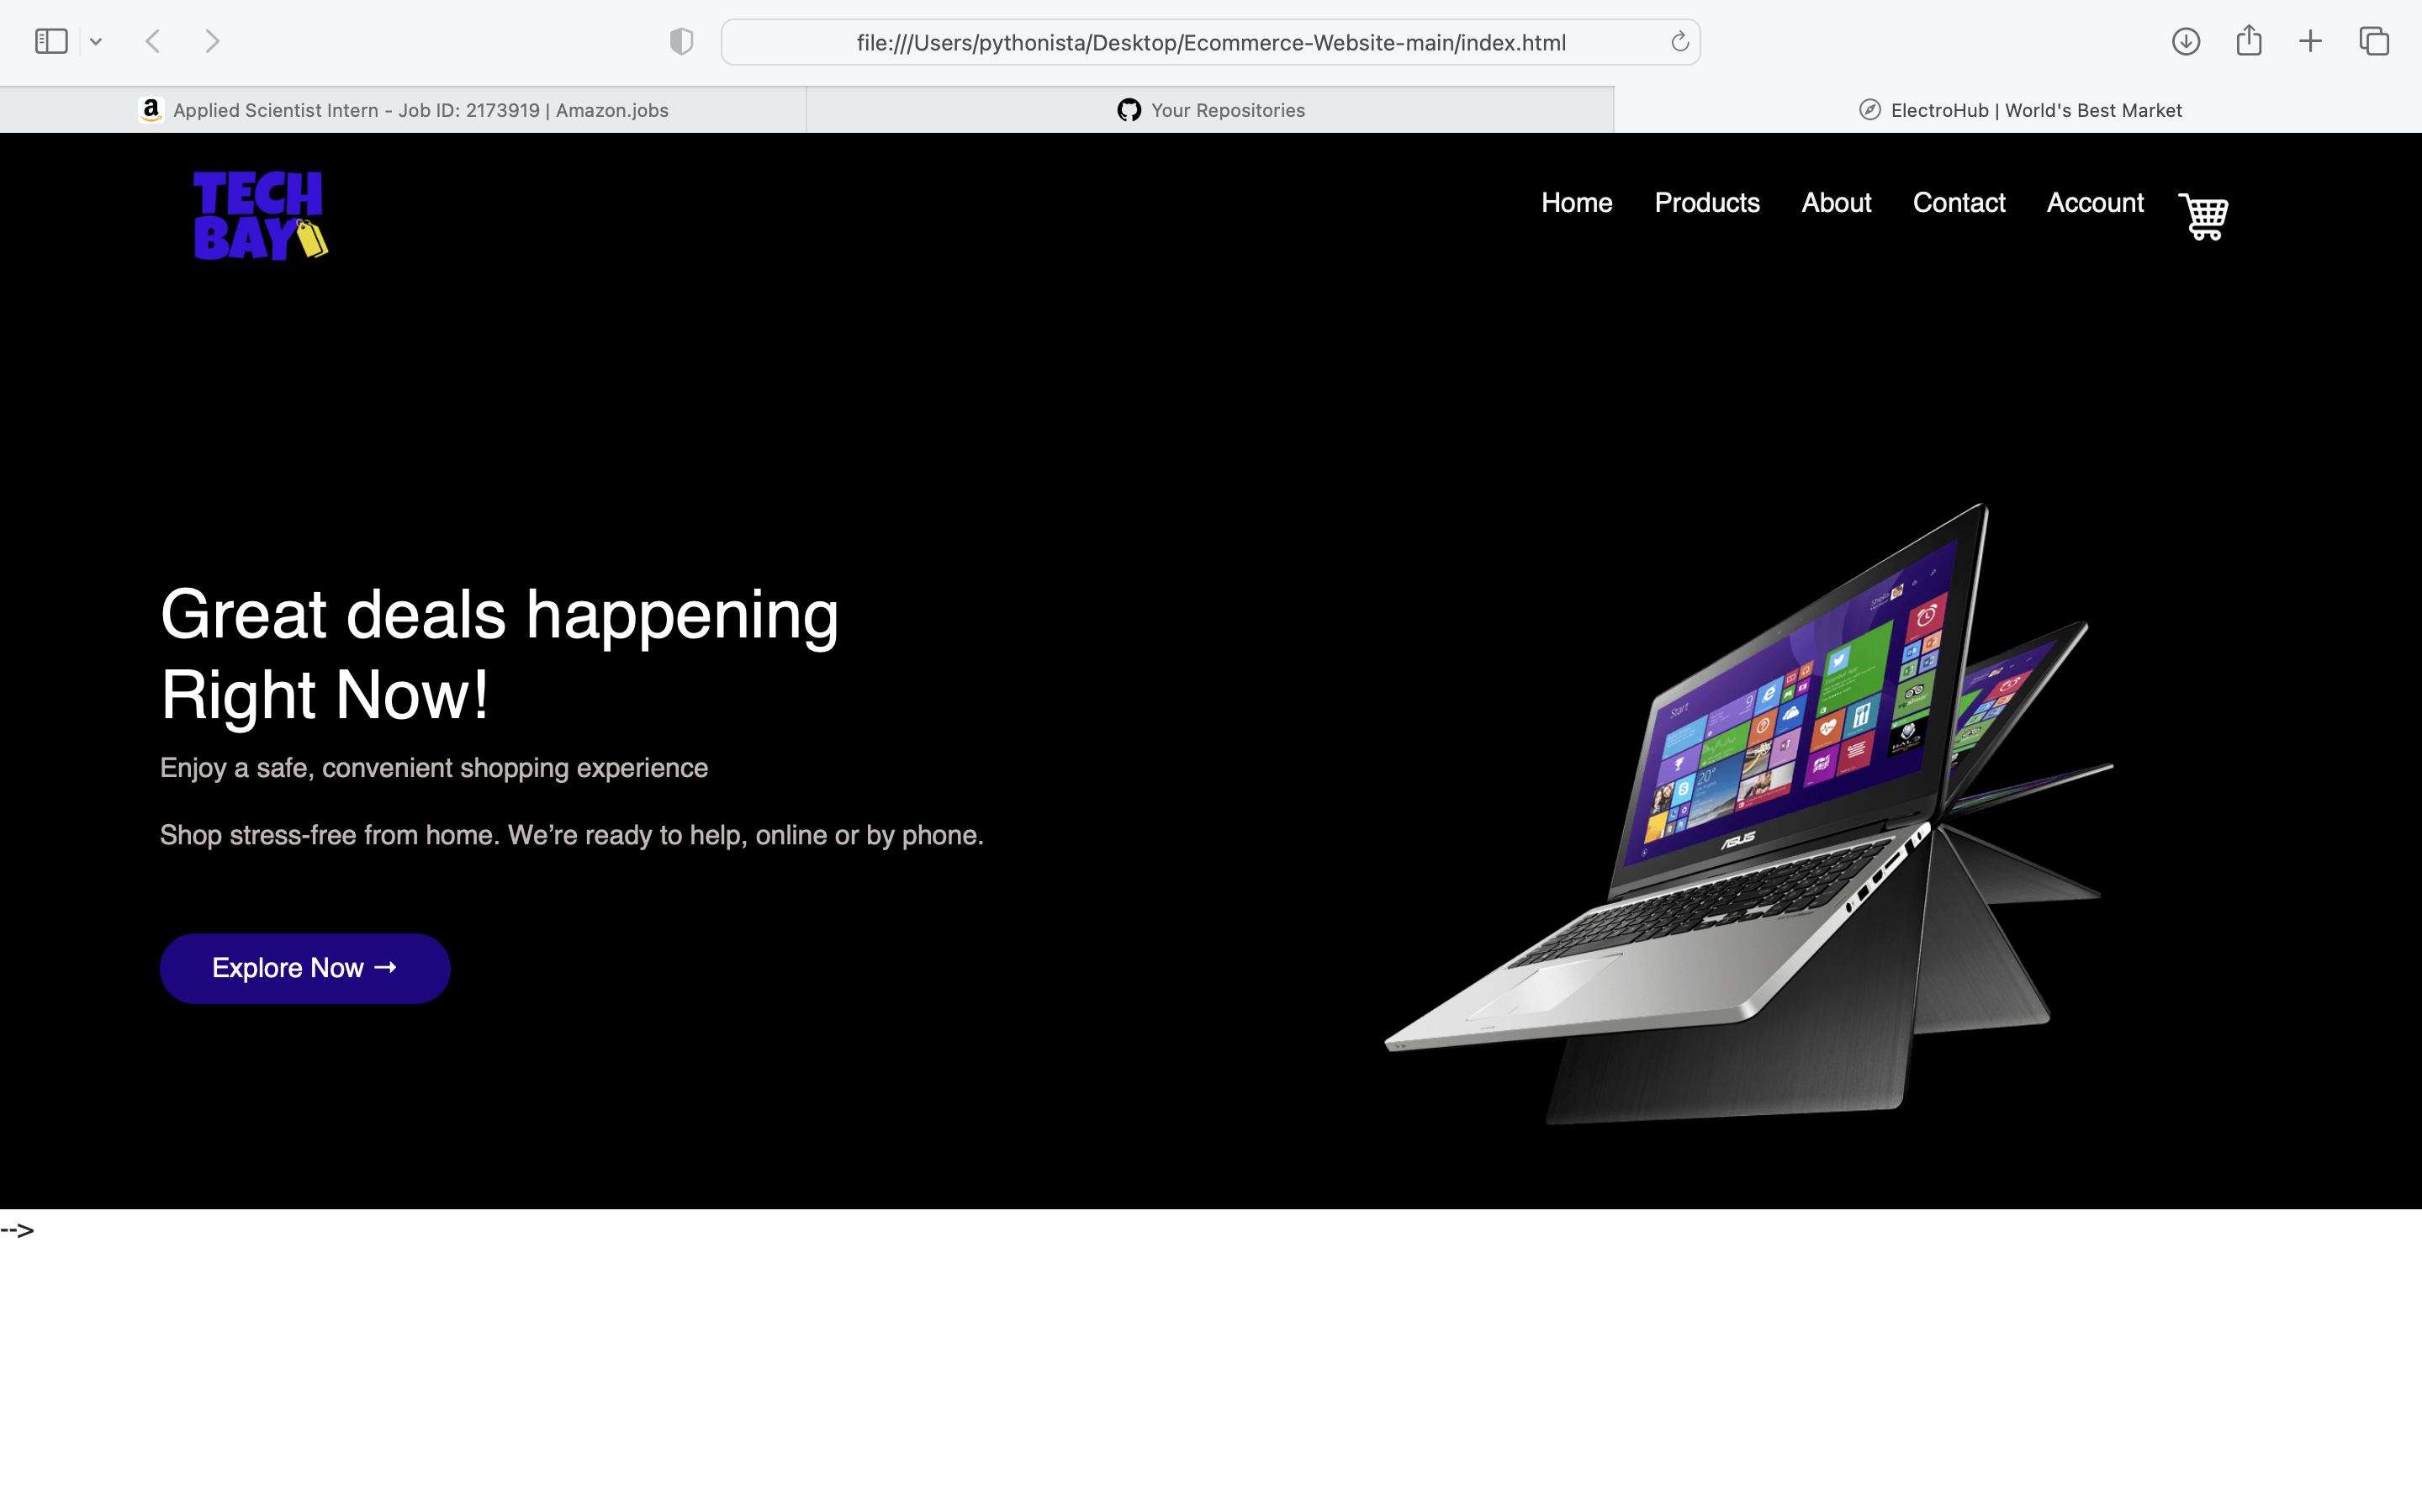 file:///Users/pythonista/Desktop/Ecommerce-Website-main/index.html
Applied Scientist Intern - Job ID: 2173919 | Amazon.jobs
Your Repositories
ElectroHub | World's Best Market
TECH
BAY
Home Products About Contact Account
Great deals happening
Right Now!
Enjoy a safe, convenient shopping experience
Shop stress-free from home. We’re ready to help, online or by phone.
Explore Now →
Start
20°
HALO
ASUS
-->